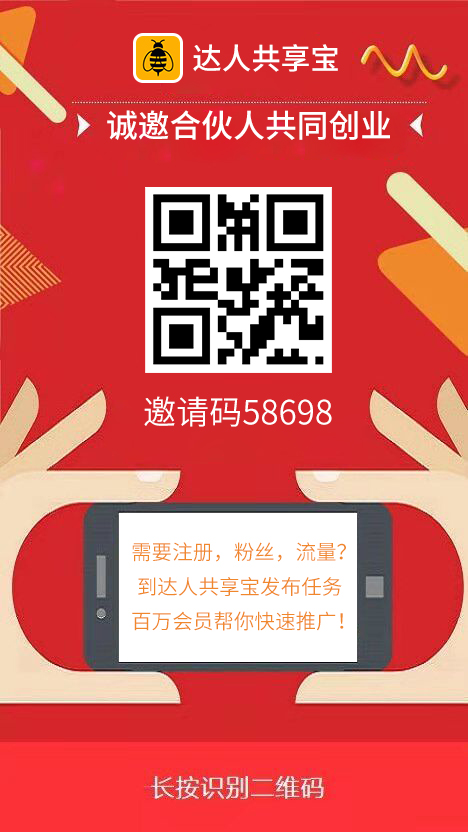 达人共享宝
诚邀合伙人共同创业
邀请码58698
需要注册，粉丝，流量？
到达人共享宝发布任务
百万会员帮你快速推广！
长按识别二维码